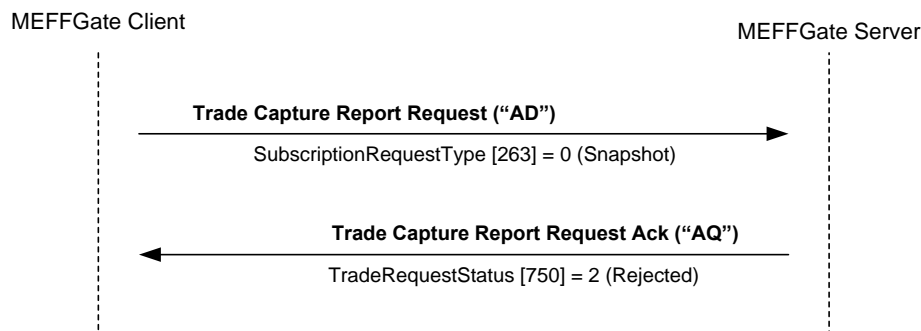 MEFFGate Client
MEFFGate Server
Trade Capture Report Request (“AD”)
SubscriptionRequestType [263] = 0 (Snapshot)
Trade Capture Report Request Ack (“AQ”)
TradeRequestStatus [750] = 2 (Rejected)